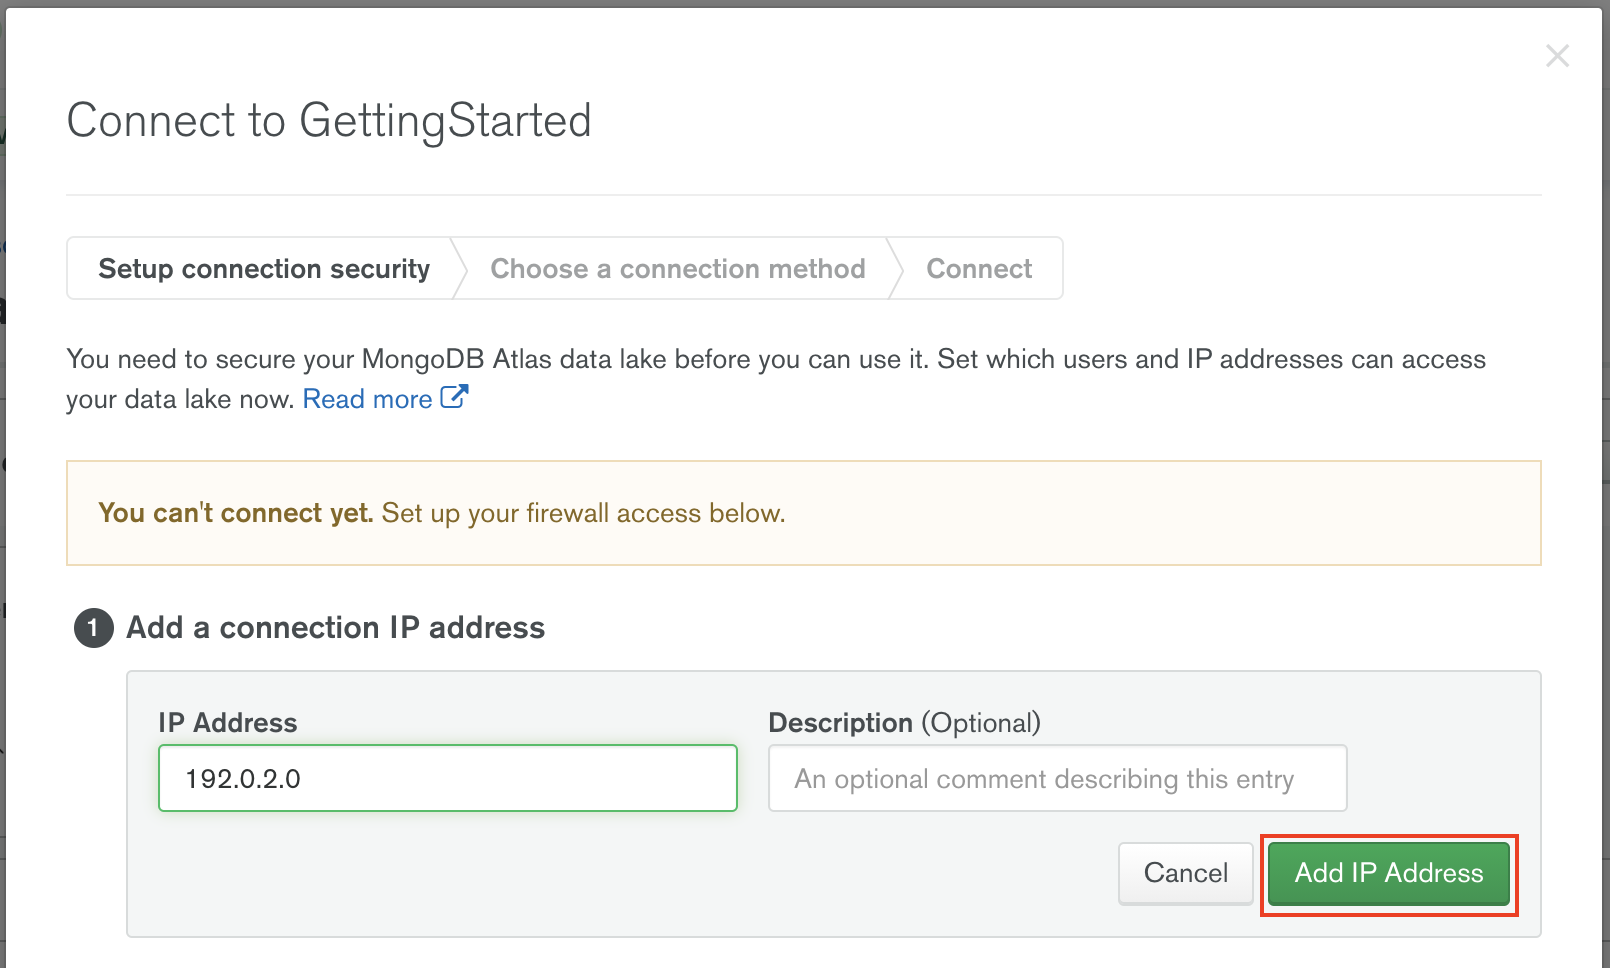 Connect to GettingStarted
Setup connection security
Choose a connection method
Connect
You need to secure your MongoDB Atlas data lake before you can use it. Set which users and IP addresses can access
your data lake now. Read more
You can't connect yet. Set up your firewall access below.
1 Add a connection IP address
IP Address
Description (Optional)
192.0.2.0
An optional comment describing this entry
Cancel
Add IP Address